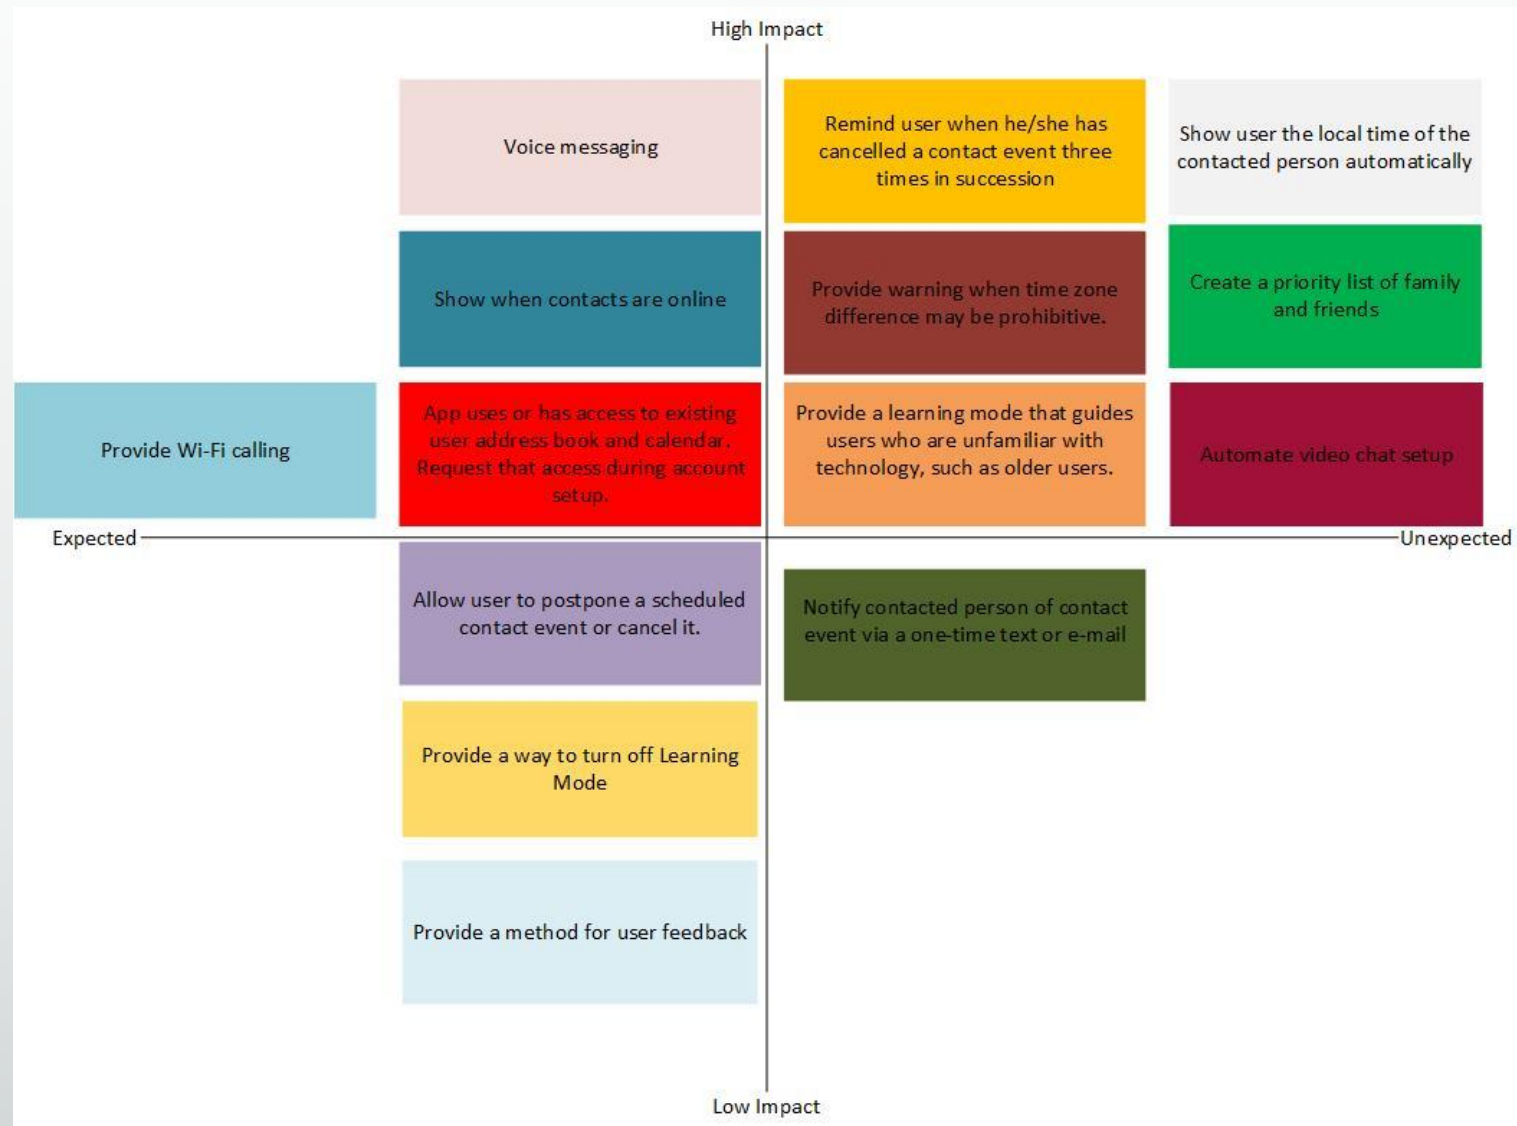 High Impact
Voice messaging
Remind user when he/she has
cancelled a contact event three
times in succession
Show user the local time of the
contacted person automatically
Show when contacts are online
Provide warning when time zone
difference may be prohibitive.
Create a priority list of family
and friends
Provide Wi-Fi calling
App uses or has access to existing
user address book and calendar.
Request that access during account
setup.
Provide a learning mode that guides
users who are unfamiliar with
technology, such as older users.
Automate video chat setup
Expected
Unexpected
Allow user to postpone a scheduled
contact event or cancel it.
Notify contacted person of contact
event via a one-time text or e-mail
Provide a way to turn off Learning
Mode
Provide a method for user feedback
Low Impact